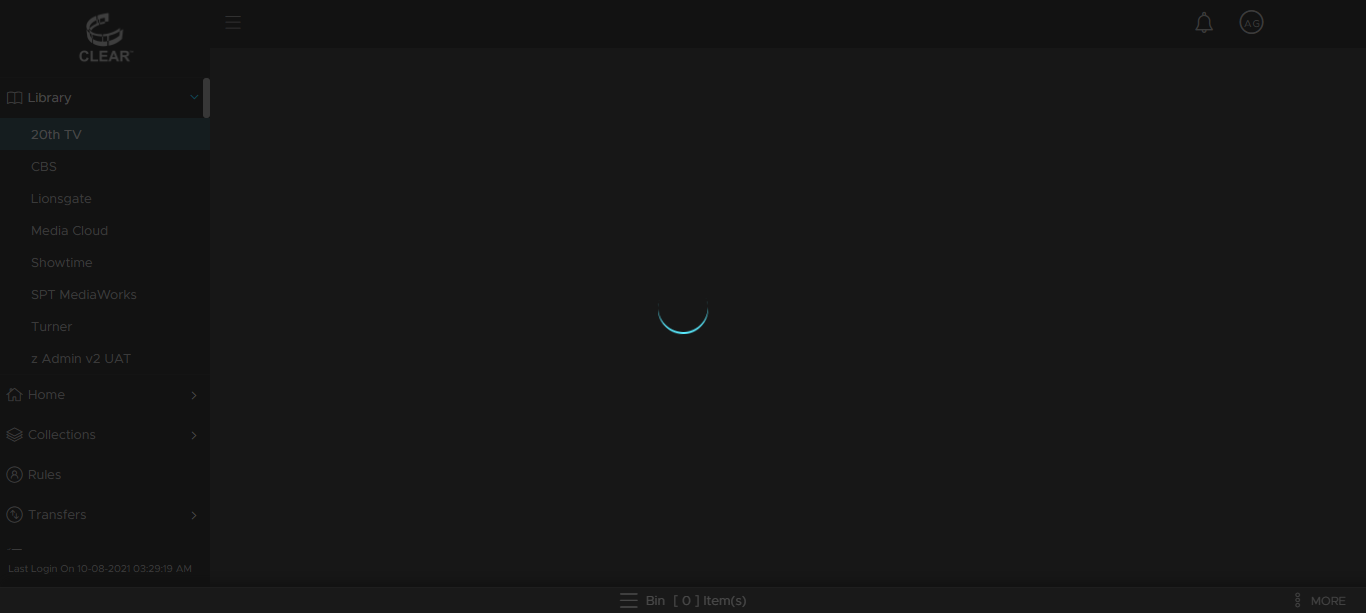 CLEAR
AG
Library
20th TV
CBS
Lionsgate
Media Cloud
Showtime
SPT MediaWorks
Turner
z Admin v2 UAT
Home
Collections
Rules
Transfers
Last Login On 10-08-2021 03:29:19 AM
Bin [ 0 ] Item(s)
MORE